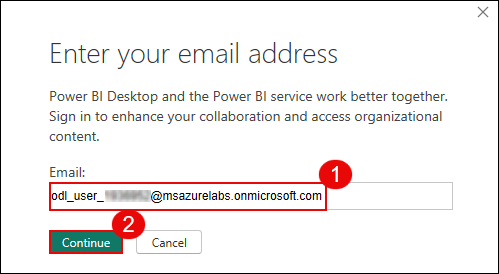 Enter your email address
Power BI Desktop and the Power BI service work better together.
Sign in to enhance your collaboration and access organizational
content.
Email:
1
odl_user_ @msazurelabs.onmicrosoft.com
2
Continue Cancel